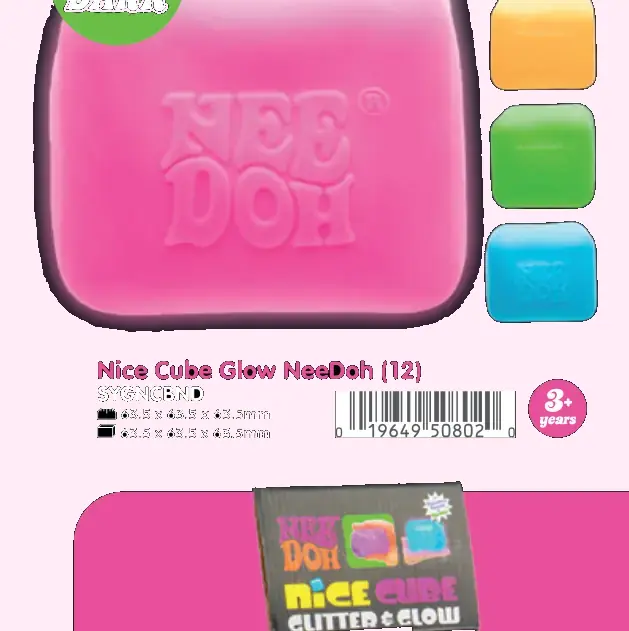 DARK
NEE
DOH
®
Nice Cube Glow NeeDoh (12)
SYGNCBND
63.5 x 63.5 x 63.5mm
63.5 x 63.5 x 63.5mm
0 19649 50802 0
3+
years
NEE
DOH
NICE CUBE
GLITTER & GLOW